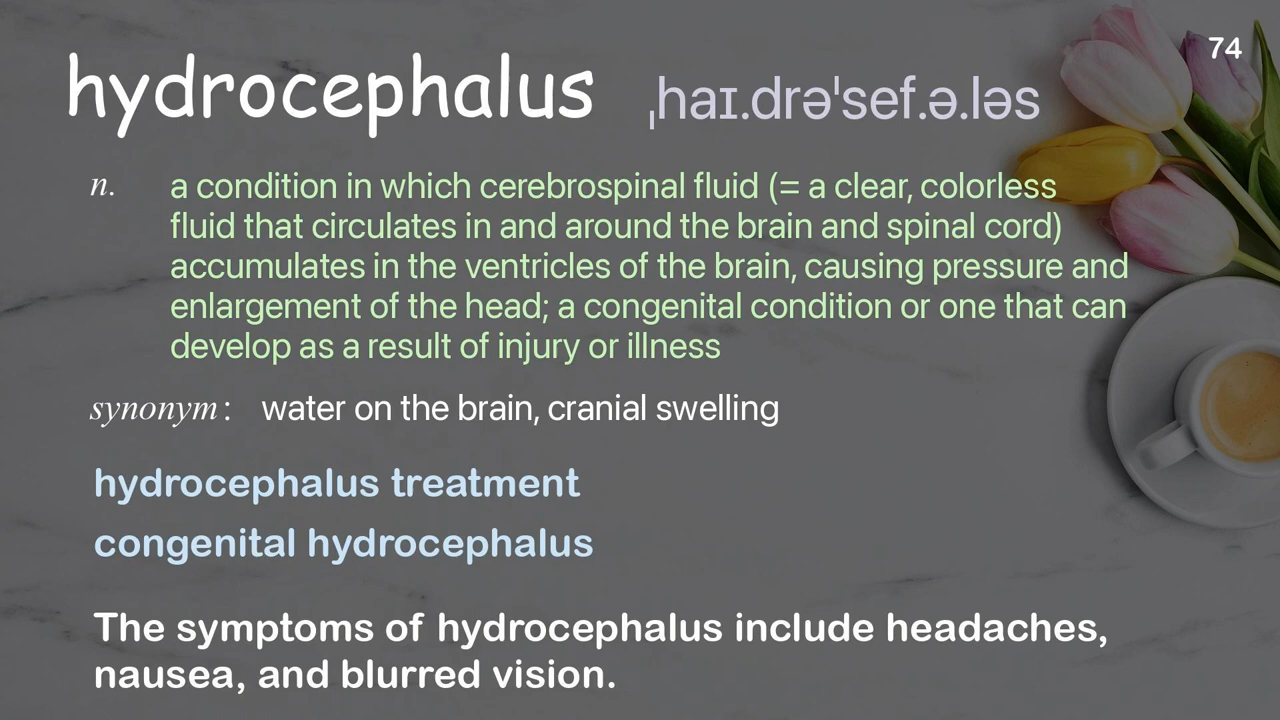 74
hydrocephalus ˌhaɪ.drəˈsef.ə.ləs
n. a condition in which cerebrospinal fluid (= a clear, colorless
fluid that circulates in and around the brain and spinal cord)
accumulates in the ventricles of the brain, causing pressure and
enlargement of the head; a congenital condition or one that can
develop as a result of injury or illness
synonym: water on the brain, cranial swelling
hydrocephalus treatment
congenital hydrocephalus
The symptoms of hydrocephalus include headaches,
nausea, and blurred vision.